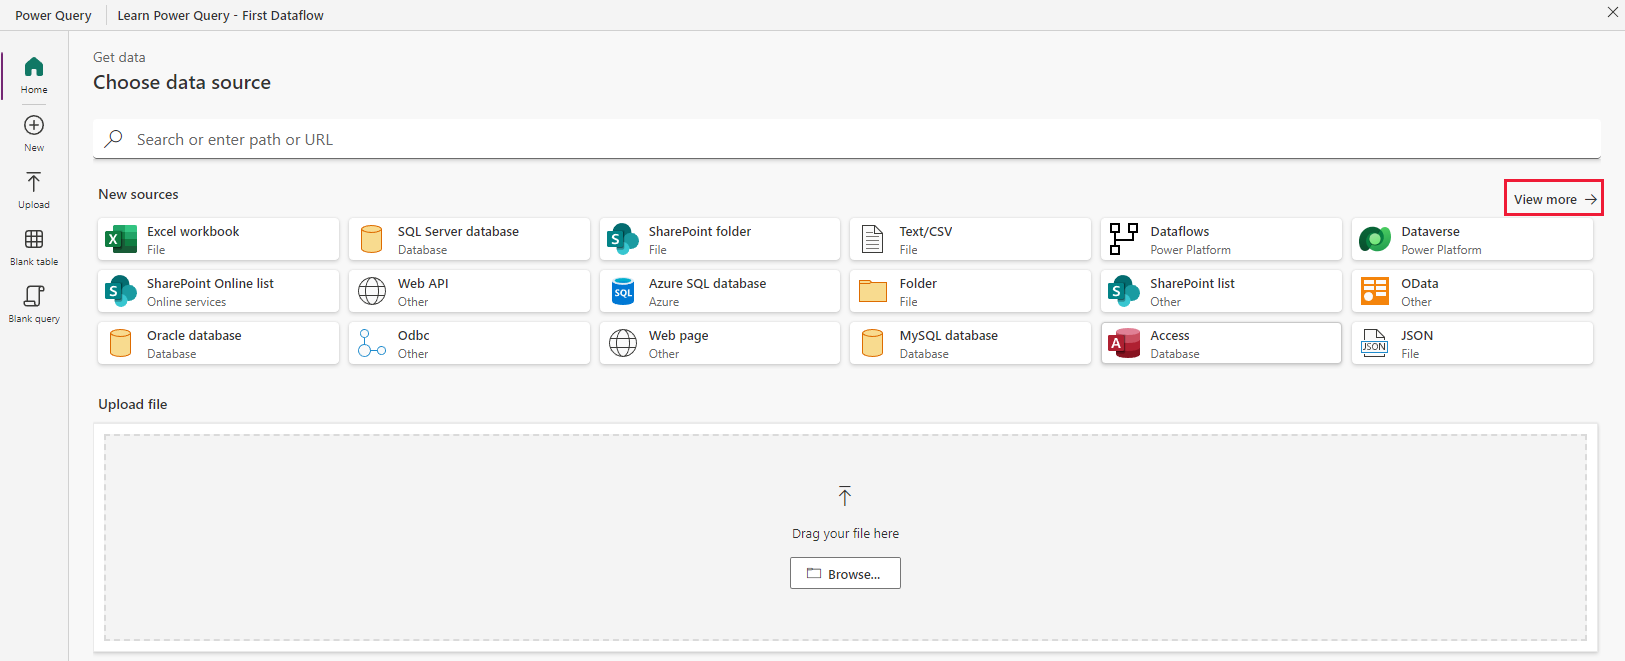 Power Query
Learn Power Query - First Dataflow
Home
New
Upload
Blank table
Blank query
Get data
Choose data source
Search or enter path or URL
New sources
View more
Excel workbook
File
SQL Server database
Database
SharePoint folder
File
Text/CSV
File
Dataflows
Power Platform
Dataverse
Power Platform
SharePoint Online list
Online services
Web API
Other
SQL
Azure SQL database
Azure
Folder
File
SharePoint list
Other
OData
Other
Oracle database
Database
Odbc
Other
Web page
Other
MySQL database
Database
Access
Database
JSON
JSON
File
Upload file
Drag your file here
Browse...